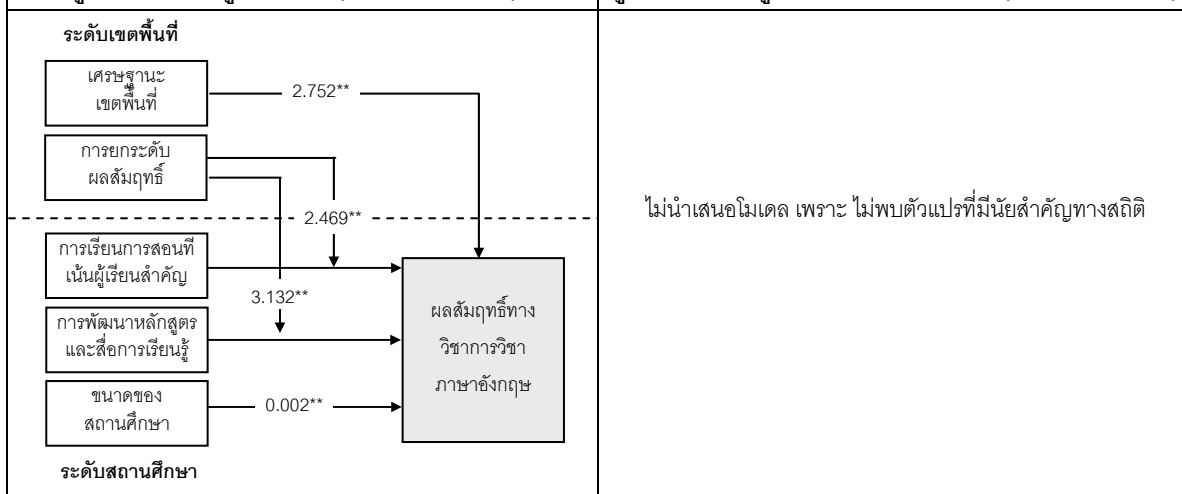 ระดับเขตพื้นที่
เศรษฐานะ
เขตพื้นที่
2.752**
การยกระดับ
ผลสัมฤทธิ์
2.469**
การเรียนการสอนที่
เน้นผู้เรียนสำคัญ
3.132**
การพัฒนาหลักสูตร
และสื่อการเรียนรู้
ขนาดของ
สถานศึกษา
0.002**
ระดับสถานศึกษา
ผลสัมฤทธิ์ทาง
วิชาการวิชา
ภาษาอังกฤษ
ไม่นำเสนอโมเดล เพราะ ไม่พบตัวแปรที่มีนัยสำคัญทางสถิติ